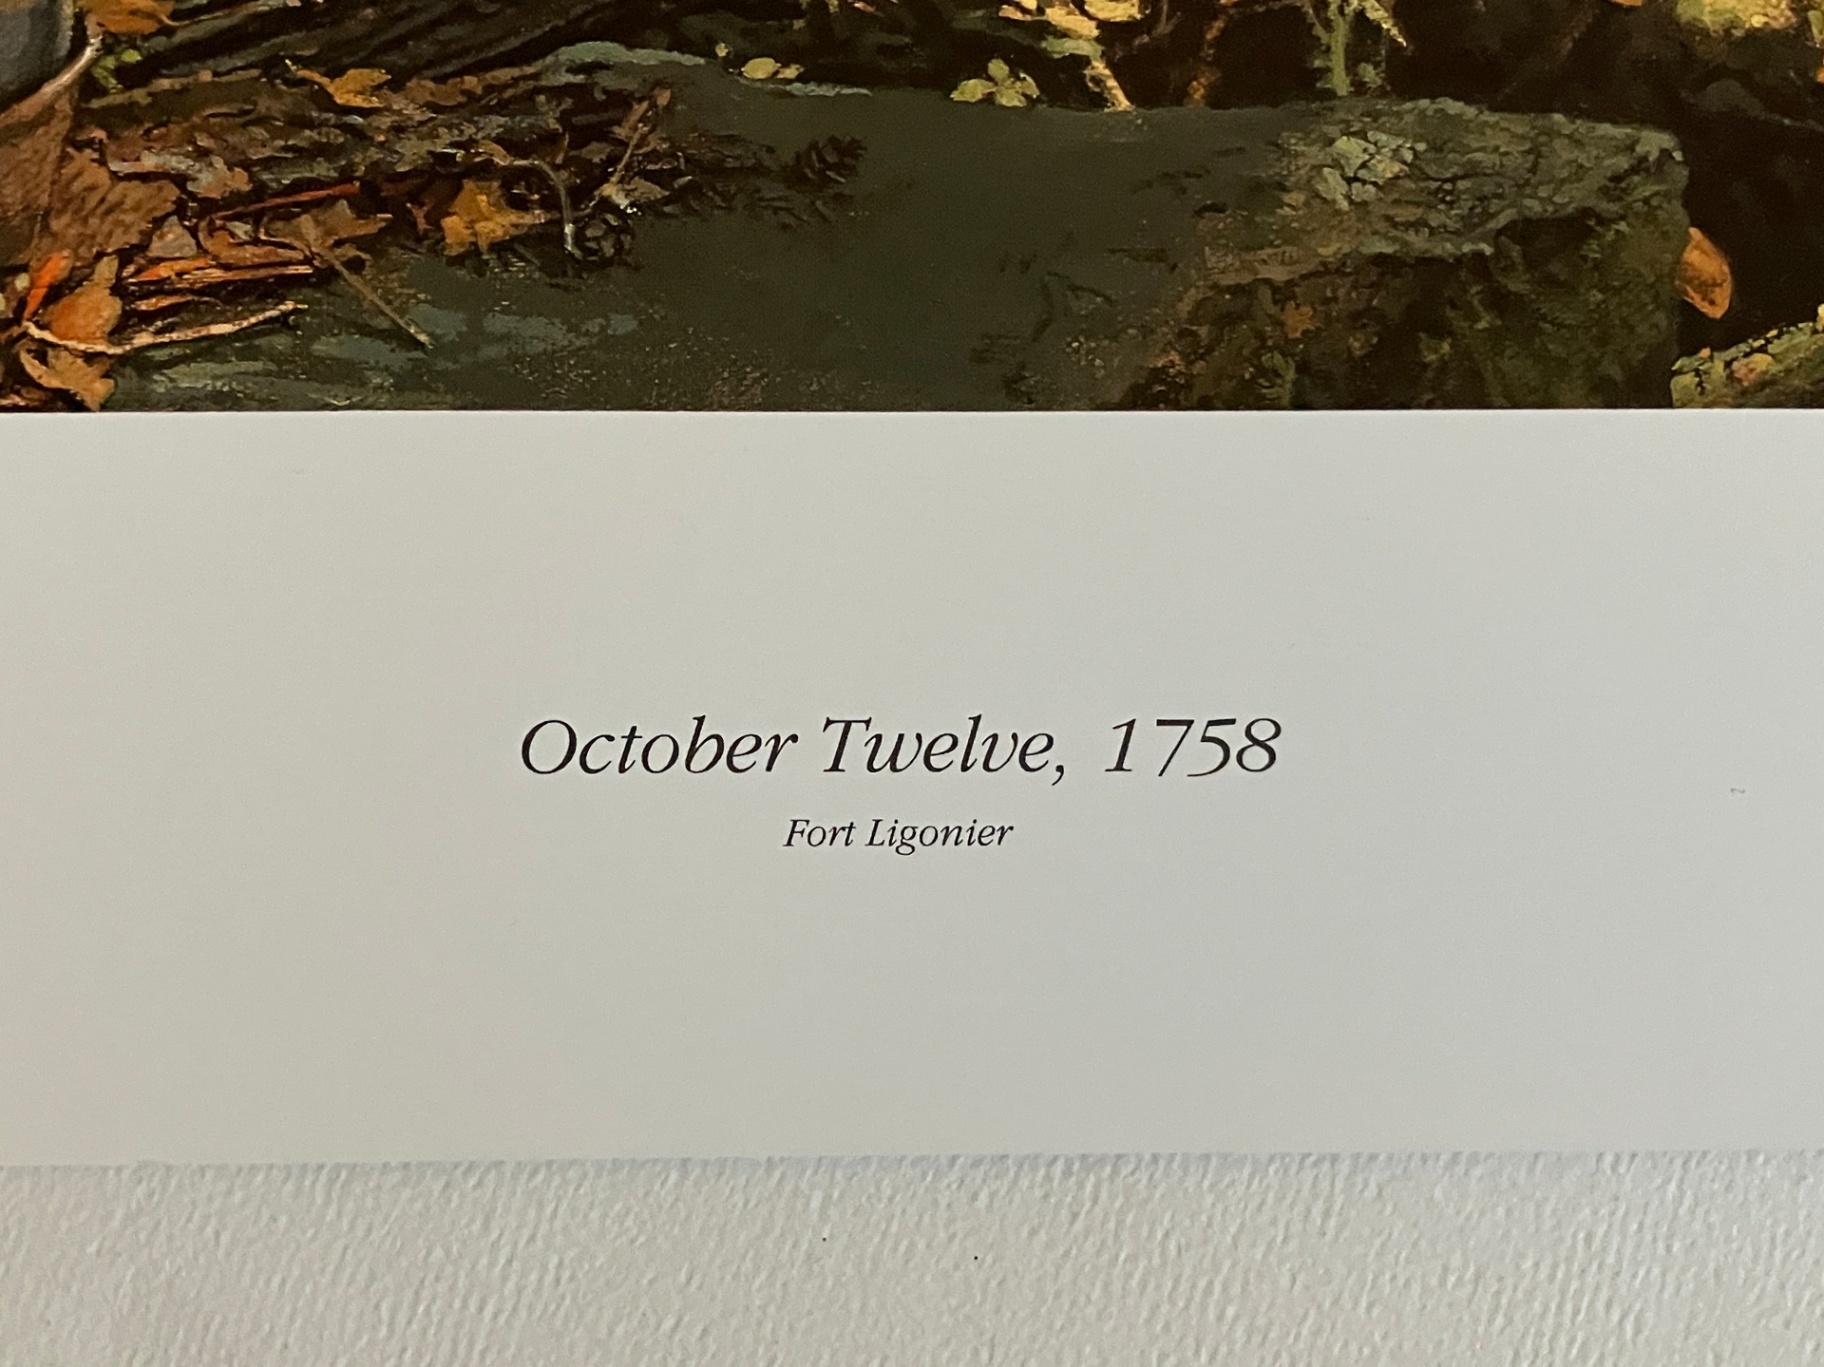 October Twelve, 1758
Fort Ligonier